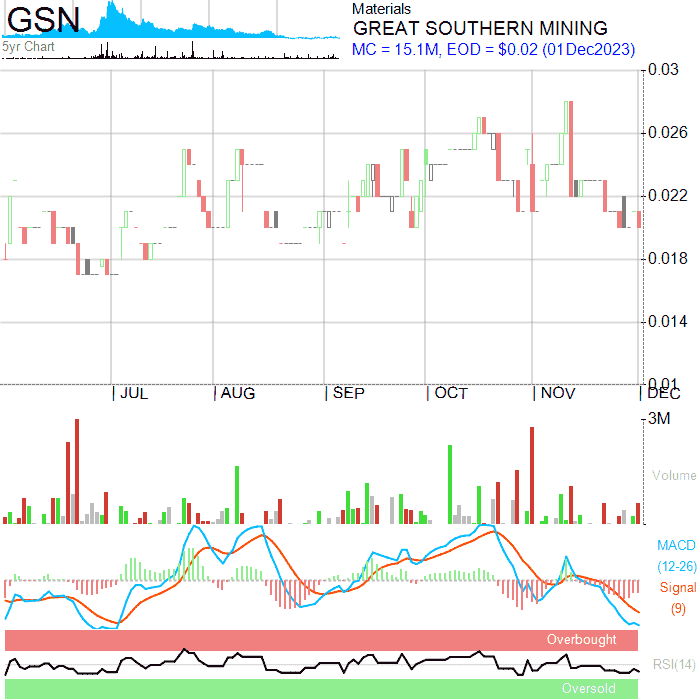 GSN
5yr Chart
Materials
GREAT SOUTHERN MINING
MC = 15.1M, EOD = $0.02 (01Dec2023)
0.03
0.026
0.022
0.018
0.014
0.01
JUL
AUG
SEP
OCT
NOV
DEC
3M
Volume
MACD
(12-26)
Signal
(9)
Overbought
RSI(14)
Oversold